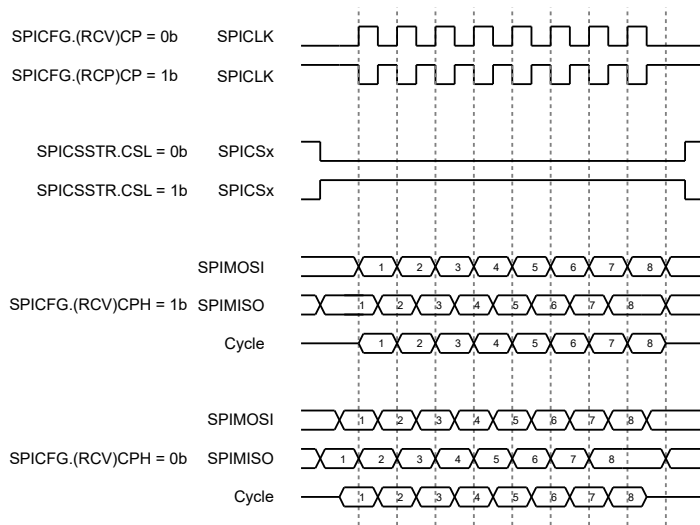 SPICFG.(RCV)CP = 0b SPICLK
SPICFG.(RCP)CP = 1b SPICLK
SPICSSTR.CSL = 0b SPICSx
SPICSSTR.CSL = 1b SPICSx
SPIMOSI 1 2 3 4 5 6 7 8
SPICFG.(RCV)CPH = 1b SPIMISO 1 2 3 4 5 6 7 8
Cycle 1 2 3 4 5 6 7 8
SPIMOSI 1 2 3 4 5 6 7 8
SPICFG.(RCV)CPH = 0b SPIMISO 1 2 3 4 5 6 7 8
Cycle 1 2 3 4 5 6 7 8